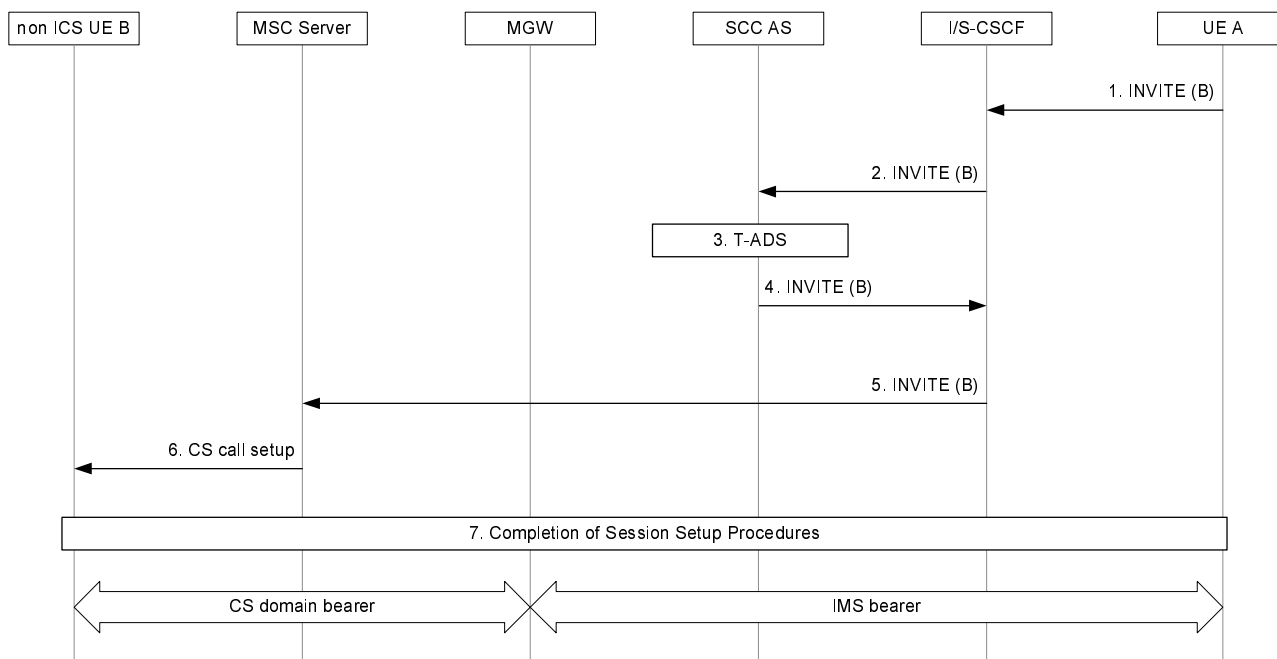 non ICS UE B
MSC Server
MGW
SCC AS
I/S-CSCF
UE A
1. INVITE (B)
2. INVITE (B)
3. T-ADS
4. INVITE (B)
5. INVITE (B)
6. CS call setup
7. Completion of Session Setup Procedures
CS domain bearer
IMS bearer